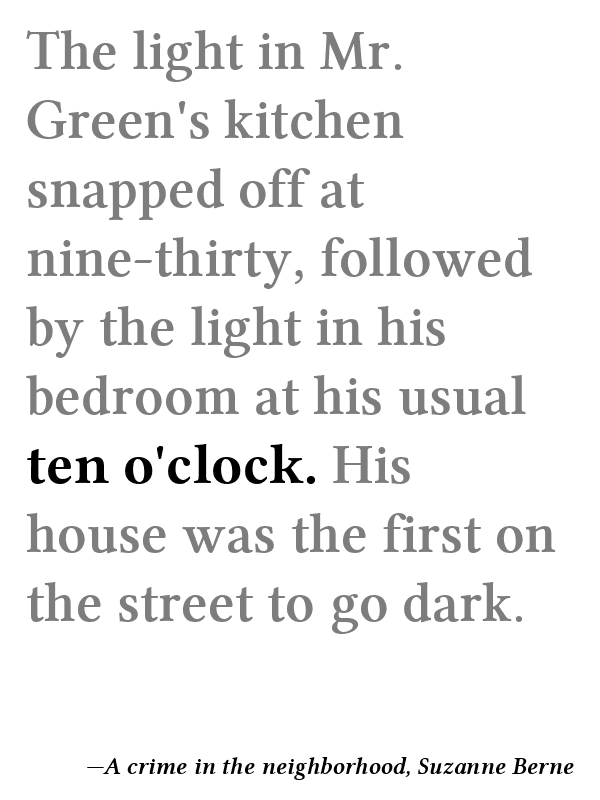 The light in Mr.
Green's kitchen
snapped off at
nine-thirty, followed
by the light in his
bedroom at his usual
ten o'clock. His
house was the first on
the street to go dark.
—A crime in the neighborhood, Suzanne Berne